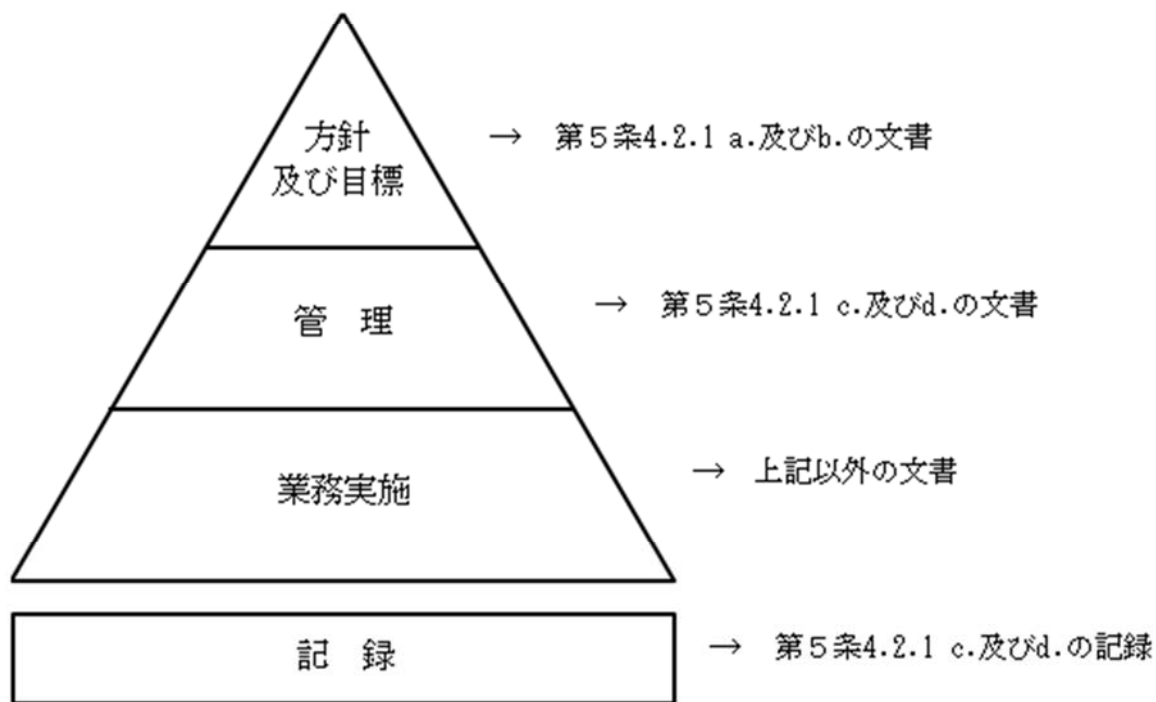 方針
及び目標
→ 第５条4.2.1 a.及びb.の文書
管　理
→ 第５条4.2.1 c.及びd.の文書
業務実施
→ 上記以外の文書
記　録
→ 第５条4.2.1 c.及びd.の記録